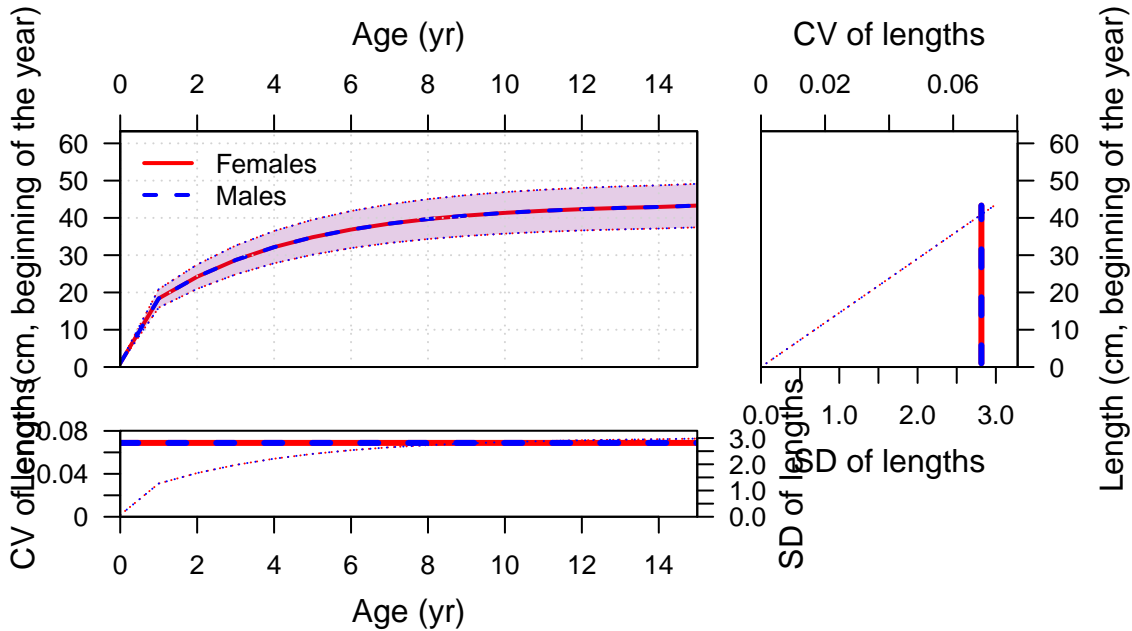 Age (yr)
CV of lengths
0 2 4 6 8 10 12 14
0 0.02 0.06
Length (cm, beginning of the year)
60
50
40
30
20
10
0
Females
Males
60
50
40
30
20
10
0
Length (cm, beginning of the year)
0.0 1.0 2.0 3.0
SD of lengths
CV of Lengths
0.08
0.04
0
3.0
2.0
1.0
0.0
SD of lengths
0 2 4 6 8 10 12 14
Age (yr)